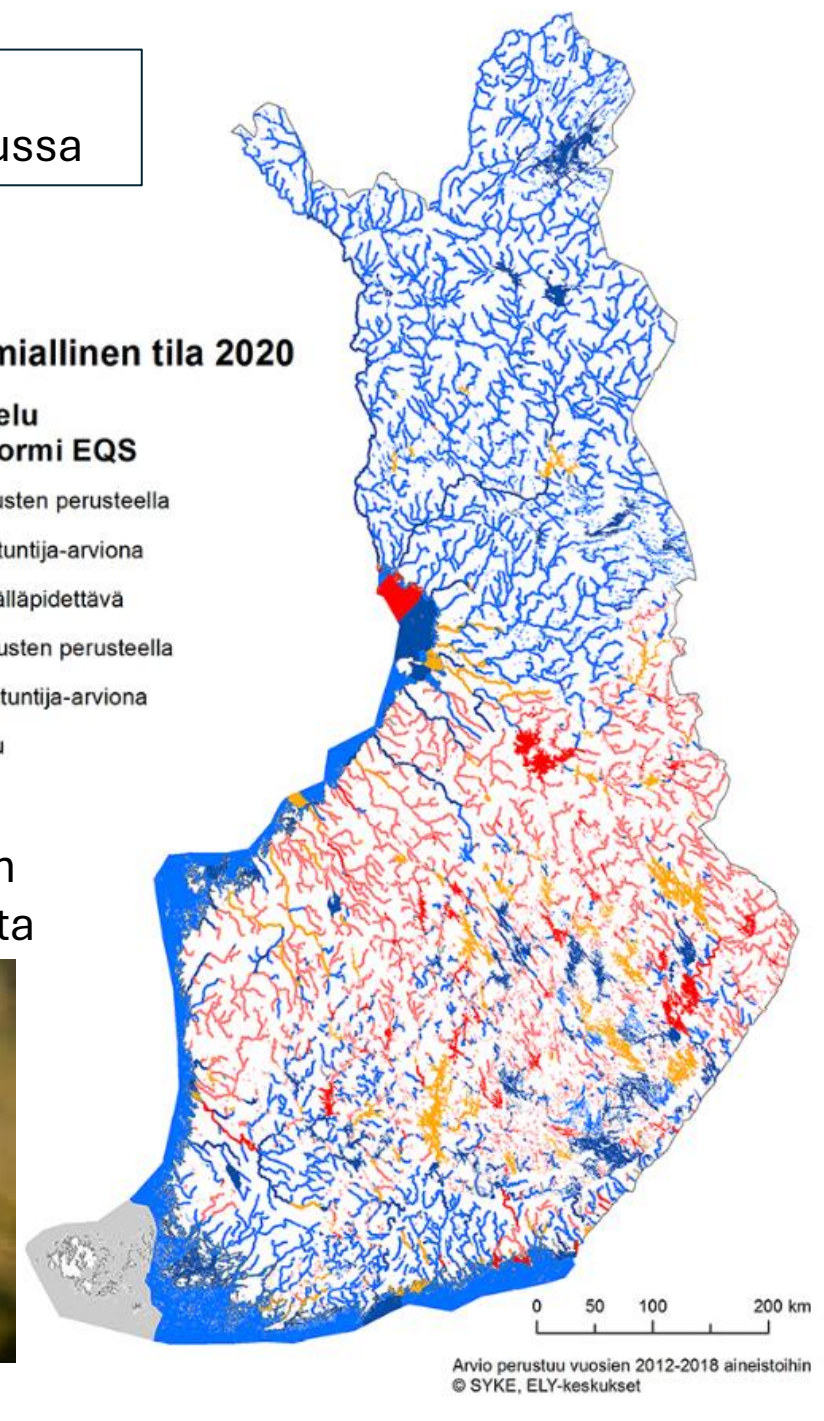 ussa
miallinen tila 2020
elu
ormi EQS
usten perusteella
tuntija-arviona
älläpidettävä
usten perusteella
tuntija-arviona
u
n
ta
0 50 100 200 km
Arvio perustuu vuosien 2012-2018 aineistoihin
© SYKE, ELY-keskukset